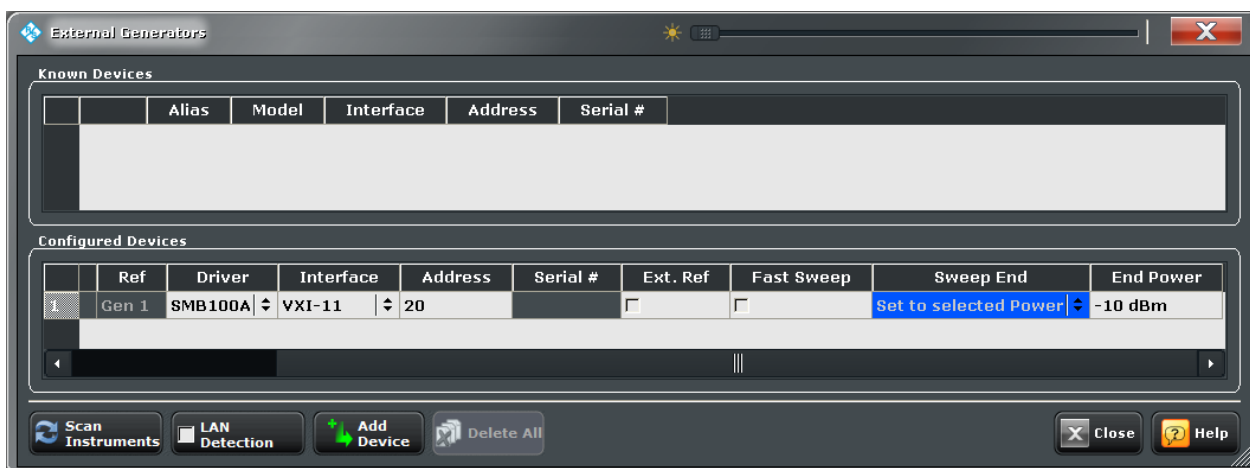 External Generators
Known Devices
Alias Model Interface Address Serial #
Configured Devices
Ref Driver Interface Address Serial # Ext. Ref Fast Sweep Sweep End End Power
1 Gen 1 SMB100A VXI-11 20 Set to selected Power -10 dBm
Scan Instruments LAN Detection Add Device Delete All X Close ? Help